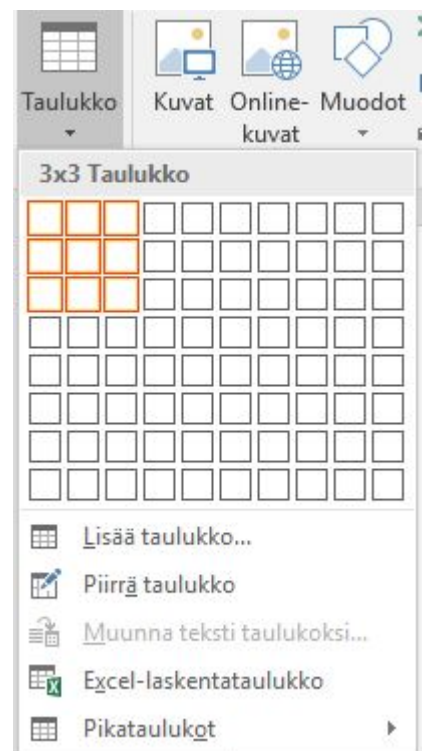 Taulukko
Kuvat
Online-
kuvat
Muodot
3x3 Taulukko
Lisää taulukko...
Piirrä taulukko
Muunna teksti taulukoksi...
Excel-laskentataulukko
Pikataulukot